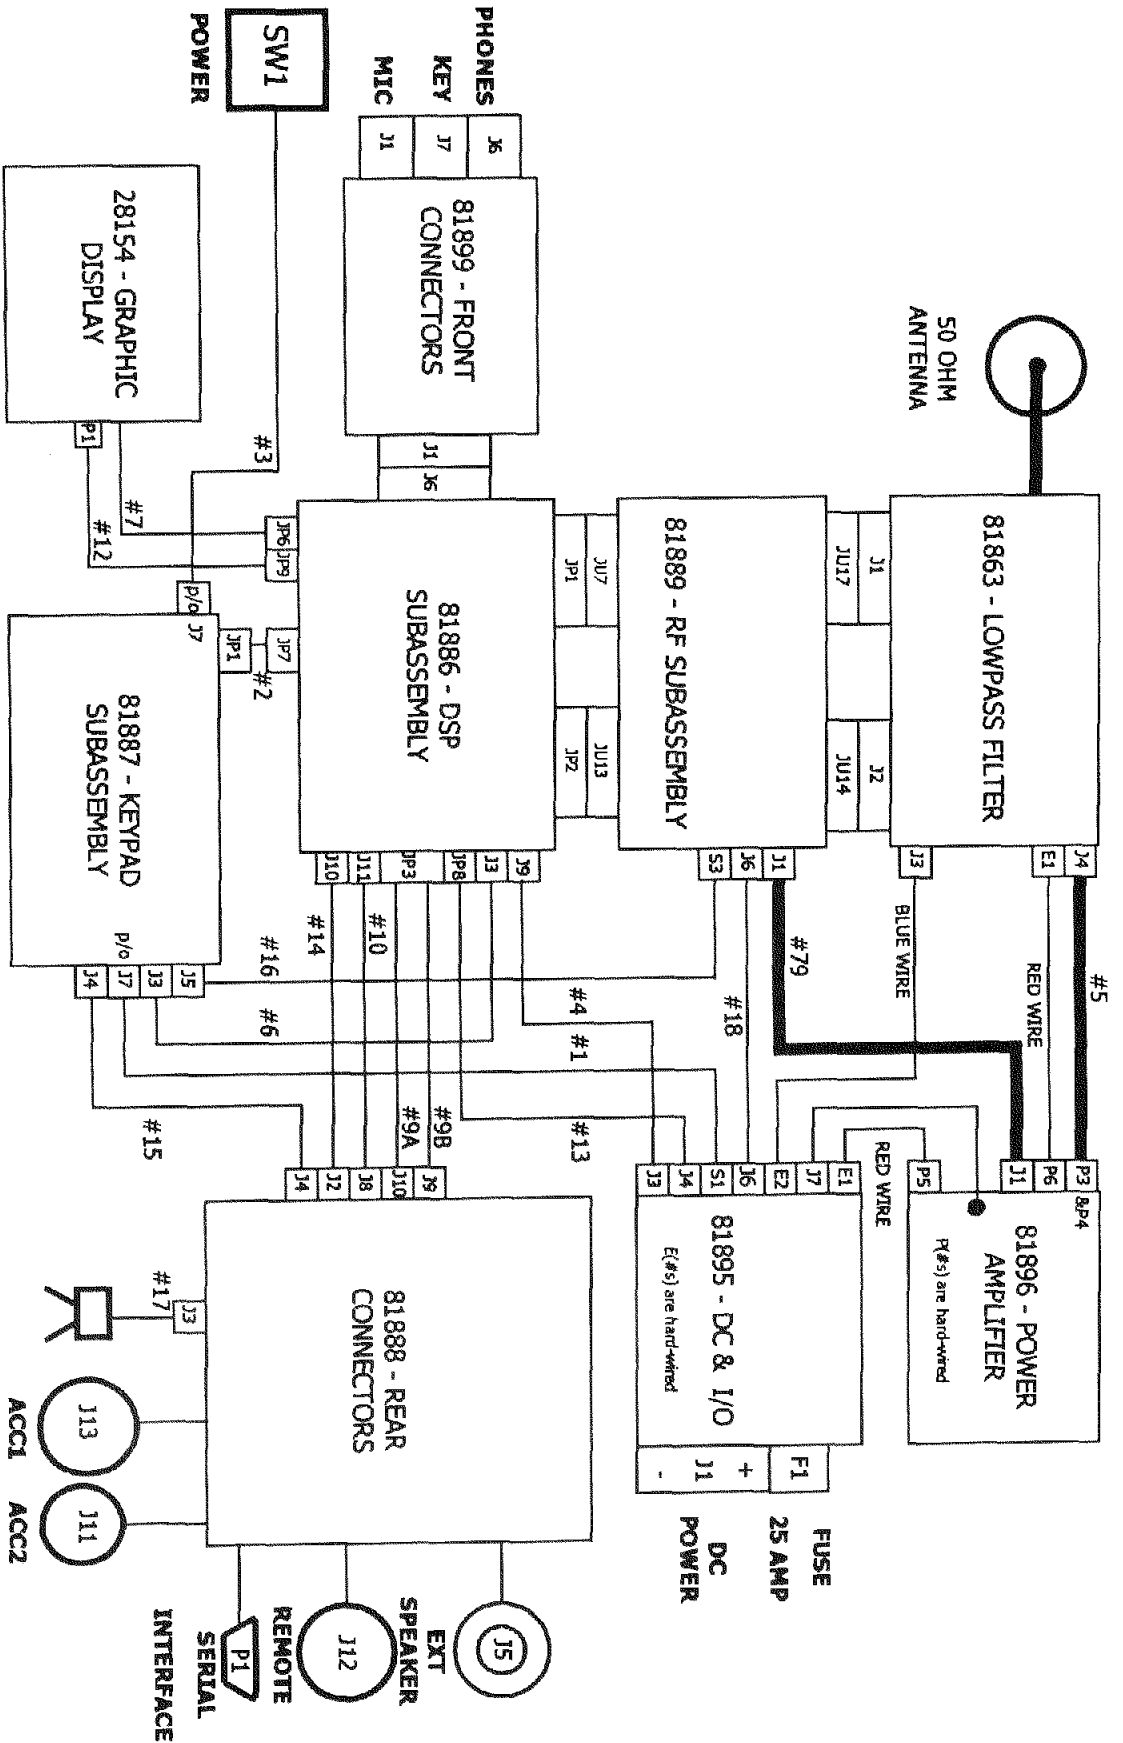 50 OHM
ANTENNA
81863 - LOWPASS FILTER
J4
E1
J3
J1
J2
JU17
JU14
#5
RED WIRE
BLUE WIRE
P3
&P4
P6
J1
P5
81896 - POWER
AMPLIFIER
P(#s) are hard-wired
RED WIRE
81889 - RF SUBASSEMBLY
J1
J6
S3
JU7
JU13
JP1
JP2
#79
#18
E1
J7
E2
J6
S1
J4
J3
81895 - DC & I/O
E(#s) are hard-wired
F1
+
J1
-
FUSE
25 AMP
DC
POWER
PHONES
KEY
MIC
J6
J7
J1
81899 - FRONT
CONNECTORS
J1
J6
81886 - DSP
SUBASSEMBLY
JP6
JP9
JP7
J9
J3
JP8
JP3
J11
J10
#4
#1
#13
#10
#14
#9B
#9A
J9
J10
J8
J2
J4
81888 - REAR
CONNECTORS
J5
EXT
SPEAKER
J12
REMOTE
P1
SERIAL
INTERFACE
J3
#17
J13
ACC1
J11
ACC2
SW1
POWER
#3
28154 - GRAPHIC
DISPLAY
P1
#7
#12
p/o
J7
JP1
#2
81887 - KEYPAD
SUBASSEMBLY
p/o
J5
J3
J7
J4
#16
#6
#15